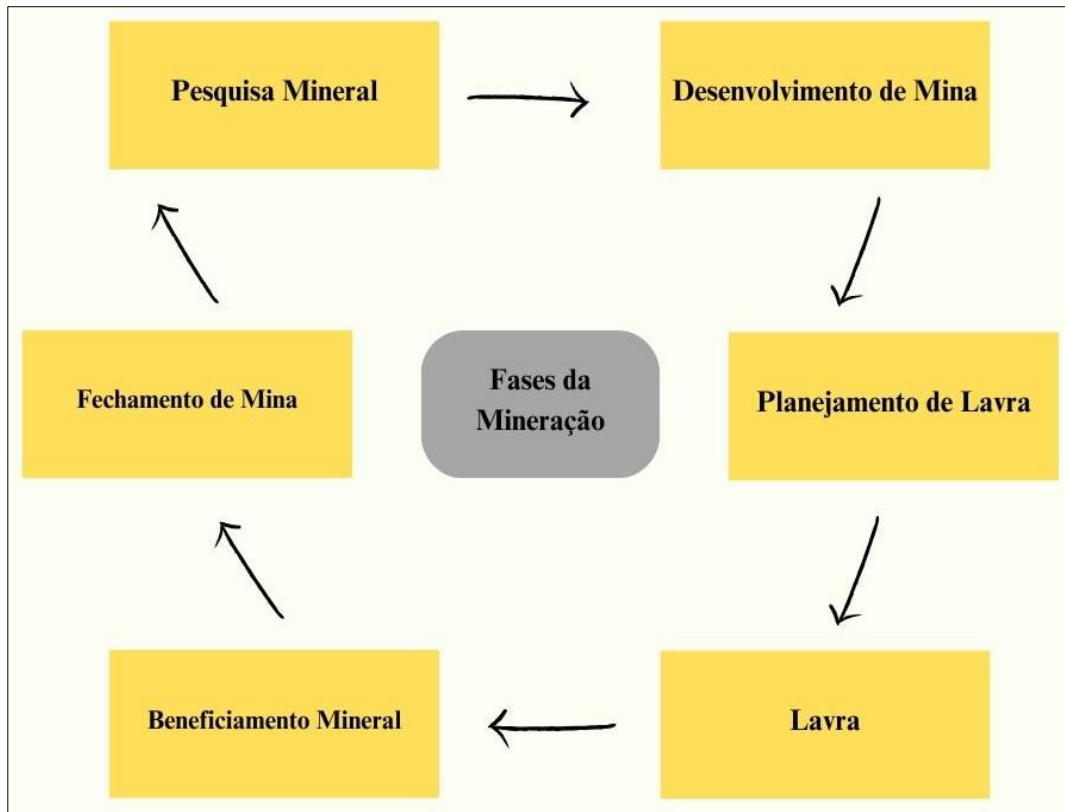 Pesquisa Mineral
Desenvolvimento de Mina
Fechamento de Mina
Fases da
Mineração
Planejamento de Lavra
Beneficiamento Mineral
Lavra